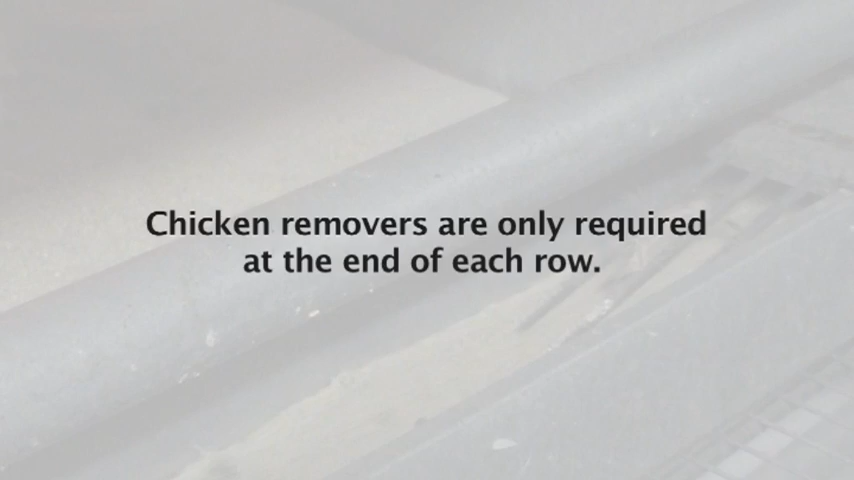 Chicken removers are only required
at the end of each row.